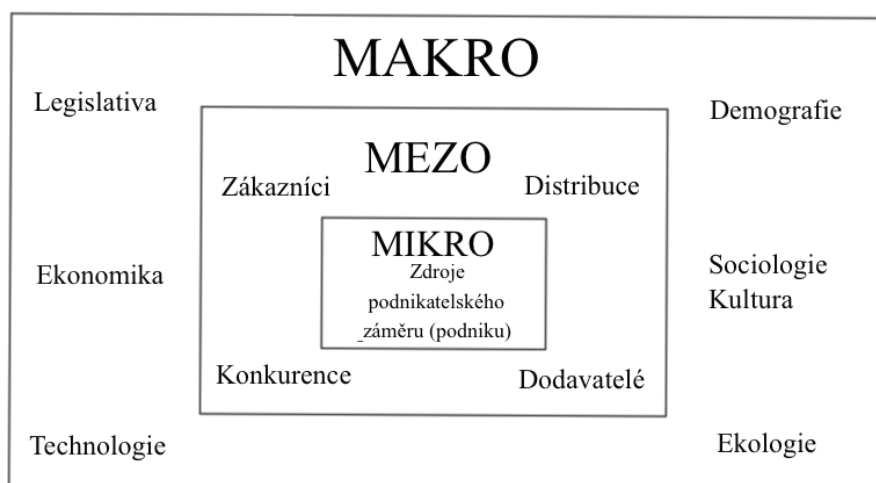 MAKRO
Legislativa
Demografie
MEZO
Zákazníci
Distribuce
MIKRO
Zdroje
podnikatelského
záměru (podniku)
Ekonomika
Sociologie
Kultura
Konkurence
Dodavatelé
Technologie
Ekologie